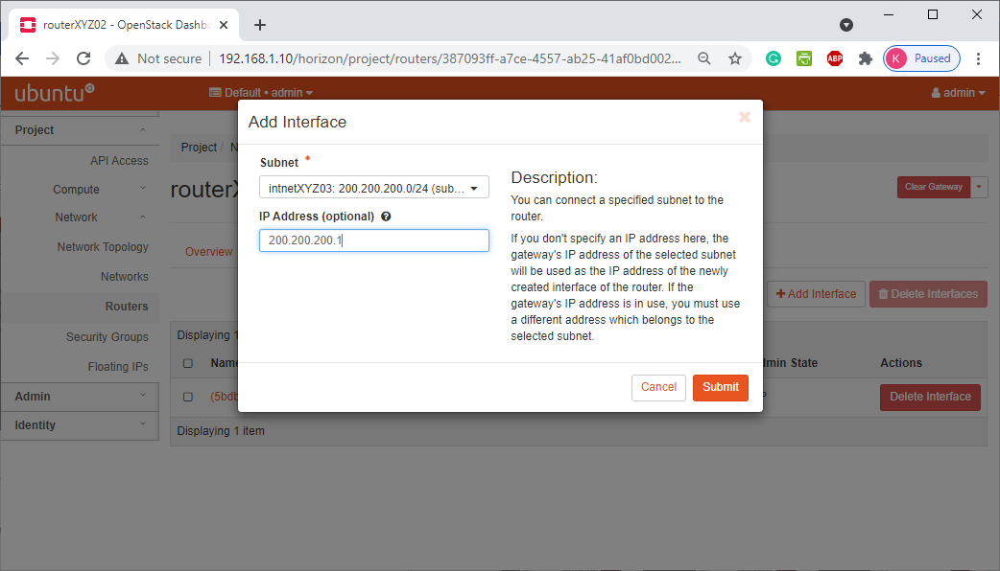 routerXYZ02 - OpenStack Dashb
Not secure
192.168.1.10/horizon/project/routers/387093ff-a7ce-4557-ab25-41af0bd002...
ABP
K Paused
ubuntu
Default • admin
admin
Project
API Access
Compute
Network
Network Topology
Networks
Routers
Security Groups
Floating IPs
Admin
Identity
Project / N
Clear Gateway
Overview
+ Add Interface
Delete Interfaces
Displaying 1
Actions
Delete Interface
Displaying 1 item
Add Interface
Subnet *
intnetXYZ03: 200.200.200.0/24 (sub...
IP Address (optional)
200.200.200.1
Description:
You can connect a specified subnet to the
router.
If you don't specify an IP address here, the
gateway's IP address of the selected subnet
will be used as the IP address of the newly
created interface of the router. If the
gateway's IP address is in use, you must use
a different address which belongs to the
selected subnet.
Cancel
Submit